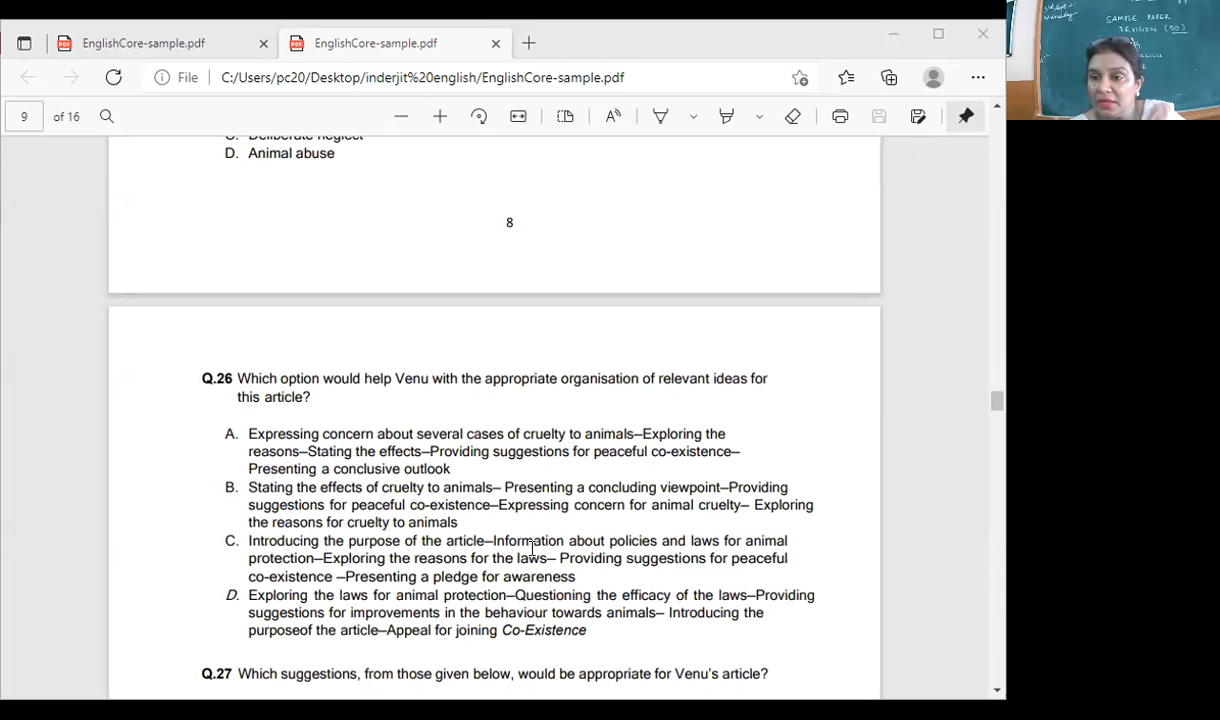 EnglishCore-sample.pdf
EnglishCore-sample.pdf
File
C:/Users/pc20/Desktop/inderjit%20english/EnglishCore-sample.pdf
9 of 16
SAMPLE PAPER
REVISION
C. Deliberate neglect
D. Animal abuse
8
Q.26 Which option would help Venu with the appropriate organisation of relevant ideas for
this article?
A. Expressing concern about several cases of cruelty to animals–Exploring the
reasons–Stating the effects–Providing suggestions for peaceful co-existence–
Presenting a conclusive outlook
B. Stating the effects of cruelty to animals– Presenting a concluding viewpoint–Providing
suggestions for peaceful co-existence–Expressing concern for animal cruelty– Exploring
the reasons for cruelty to animals
C. Introducing the purpose of the article–Information about policies and laws for animal
protection–Exploring the reasons for the laws– Providing suggestions for peaceful
co-existence –Presenting a pledge for awareness
D. Exploring the laws for animal protection–Questioning the efficacy of the laws–Providing
suggestions for improvements in the behaviour towards animals– Introducing the
purposeof the article–Appeal for joining Co-Existence
Q.27 Which suggestions, from those given below, would be appropriate for Venu's article?